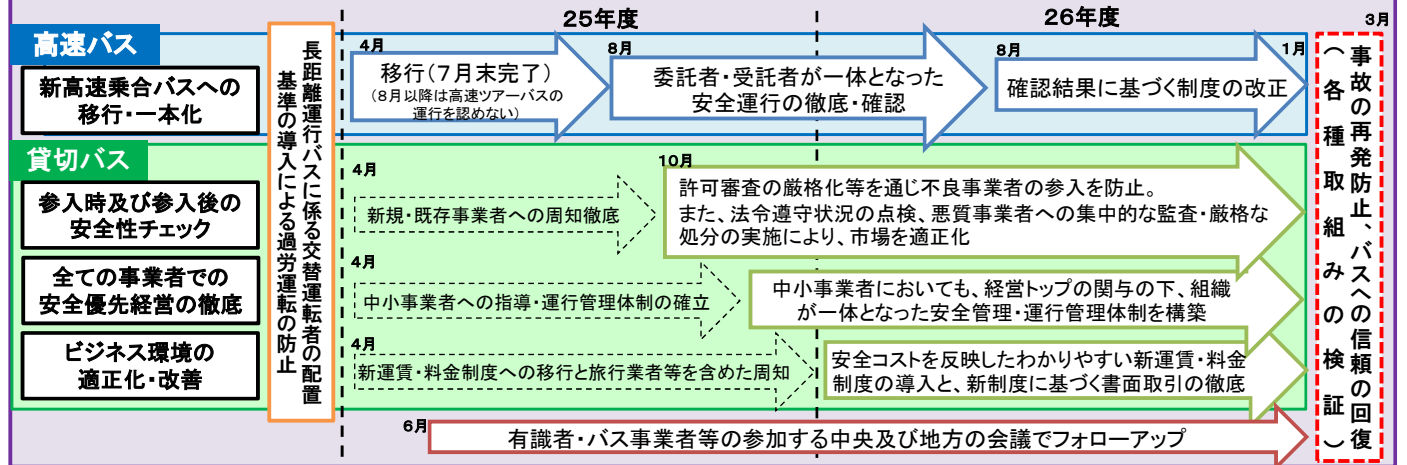 25年度
26年度
3月
高速バス
新高速乗合バスへの
移行・一本化
長距離運行バスに係る交替運転者の配置
基準の導入による過労運転の防止
4月
移行(7月末完了)
(8月以降は高速ツアーバスの
運行を認めない)
8月
委託者・受託者が一体となった
安全運行の徹底・確認
8月
確認結果に基づく制度の改正
1月
貸切バス
参入時及び参入後の
安全性チェック
4月
新規・既存事業者への周知徹底
10月
許可審査の厳格化等を通じ不良事業者の参入を防止。
また、法令遵守状況の点検、悪質事業者への集中的な監査・厳格な
処分の実施により、市場を適正化
全ての事業者での
安全優先経営の徹底
4月
中小事業者への指導・運行管理体制の確立
中小事業者においても、経営トップの関与の下、組織
が一体となった安全管理・運行管理体制を構築
ビジネス環境の
適正化・改善
4月
新運賃・料金制度への移行と旅行業者等を含めた周知
安全コストを反映したわかりやすい新運賃・料金
制度の導入と、新制度に基づく書面取引の徹底
6月
有識者・バス事業者等の参加する中央及び地方の会議でフォローアップ
事故の再発防止、バスへの信頼の回復
(各種取組みの検証)